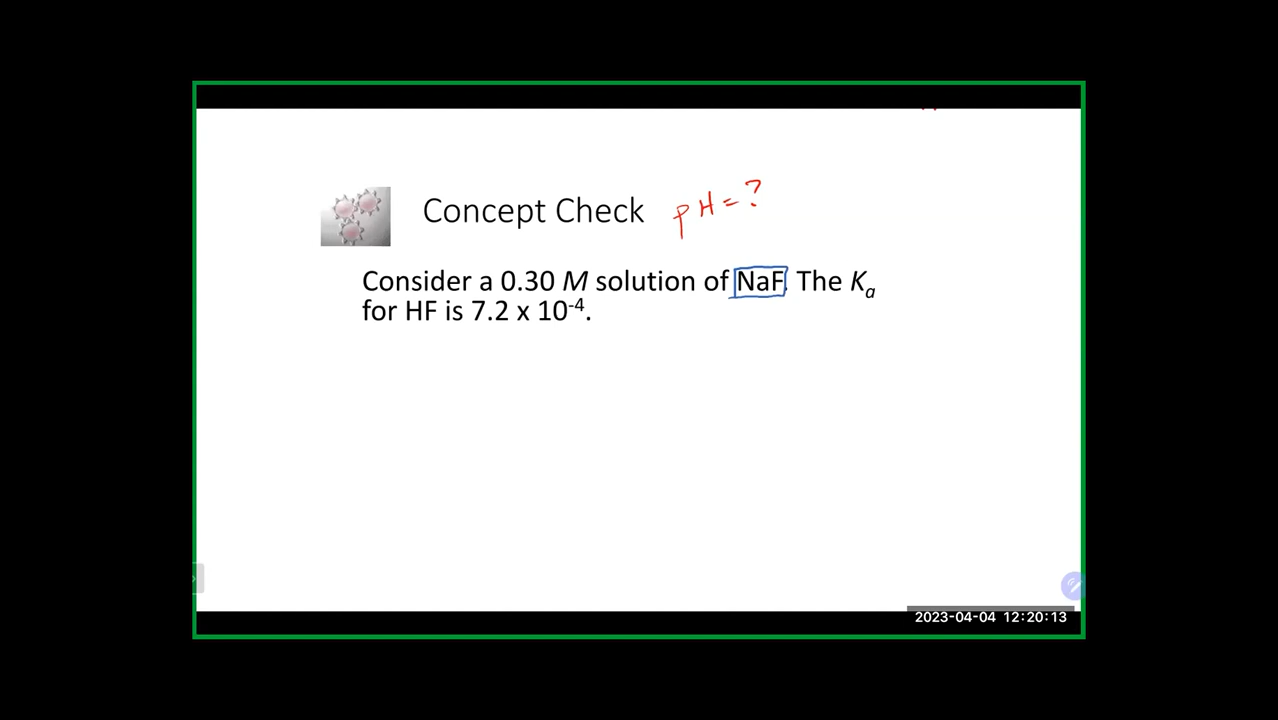 Concept Check pH=?
Consider a 0.30 M solution of NaF. The Ka
for HF is 7.2 x 10-4.
2023-04-04 12:20:13